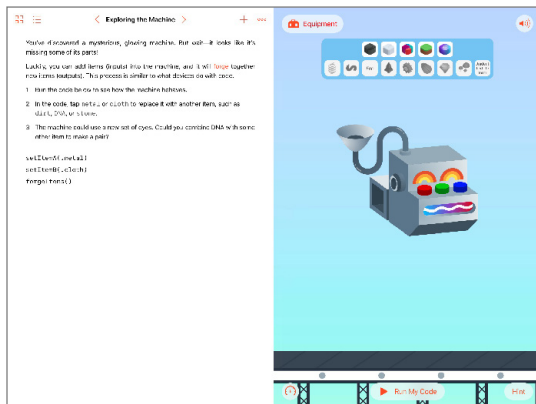 Exploring the Machine
Equipment
You've discovered a mysterious, glowing machine. But wait—it looks like it's
missing some of its parts!
Luckily, you can add items (inputs) into the machine, and it will forge together
new items (outputs). This process is similar to what devices do with code.
1 Run the code below to see how the machine behaves.
2 In the code, tap metal or cloth to replace it with another item, such as
dirt, DNA, or stone.
3 The machine could use a new set of eyes. Could you combine DNA with some
other item to make a pair?
setItemA(.metal)
setItemB(.cloth)
forgeItems()
Run My Code
Hint